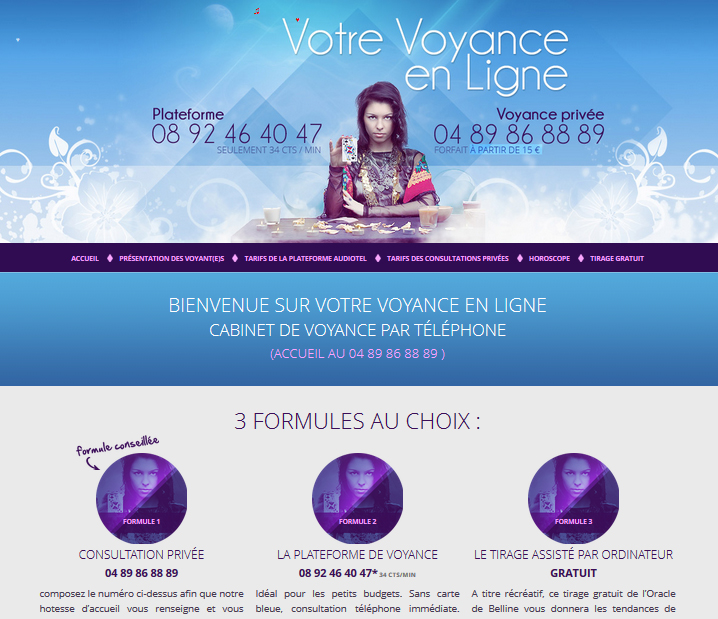 Votre Voyance
en Ligne
Plateforme
08 92 46 40 47
SEULEMENT 34 CTS / MIN
Voyance privée
04 89 86 88 89
FORFAIT À PARTIR DE 15 €
ACCUEIL ♦ PRÉSENTATION DES VOYANT(E)S ♦ TARIFS DE LA PLATEFORME AUDIOTEL ♦ TARIFS DES CONSULTATIONS PRIVÉES ♦ HOROSCOPE ♦ TIRAGE GRATUIT
BIENVENUE SUR VOTRE VOYANCE EN LIGNE
CABINET DE VOYANCE PAR TÉLÉPHONE
(ACCUEIL AU 04 89 86 88 89 )
3 FORMULES AU CHOIX :
formule conseillée
FORMULE 1
CONSULTATION PRIVÉE
04 89 86 88 89
composez le numéro ci-dessus afin que notre
hotesse d'accueil vous renseigne et vous
FORMULE 2
LA PLATEFORME DE VOYANCE
08 92 46 40 47* 34 CTS/MIN
Idéal pour les petits budgets. Sans carte
bleue, consultation téléphone immédiate.
FORMULE 3
LE TIRAGE ASSISTÉ PAR ORDINATEUR
GRATUIT
A titre récréatif, ce tirage gratuit de l'Oracle
de Belline vous donnera les tendances de